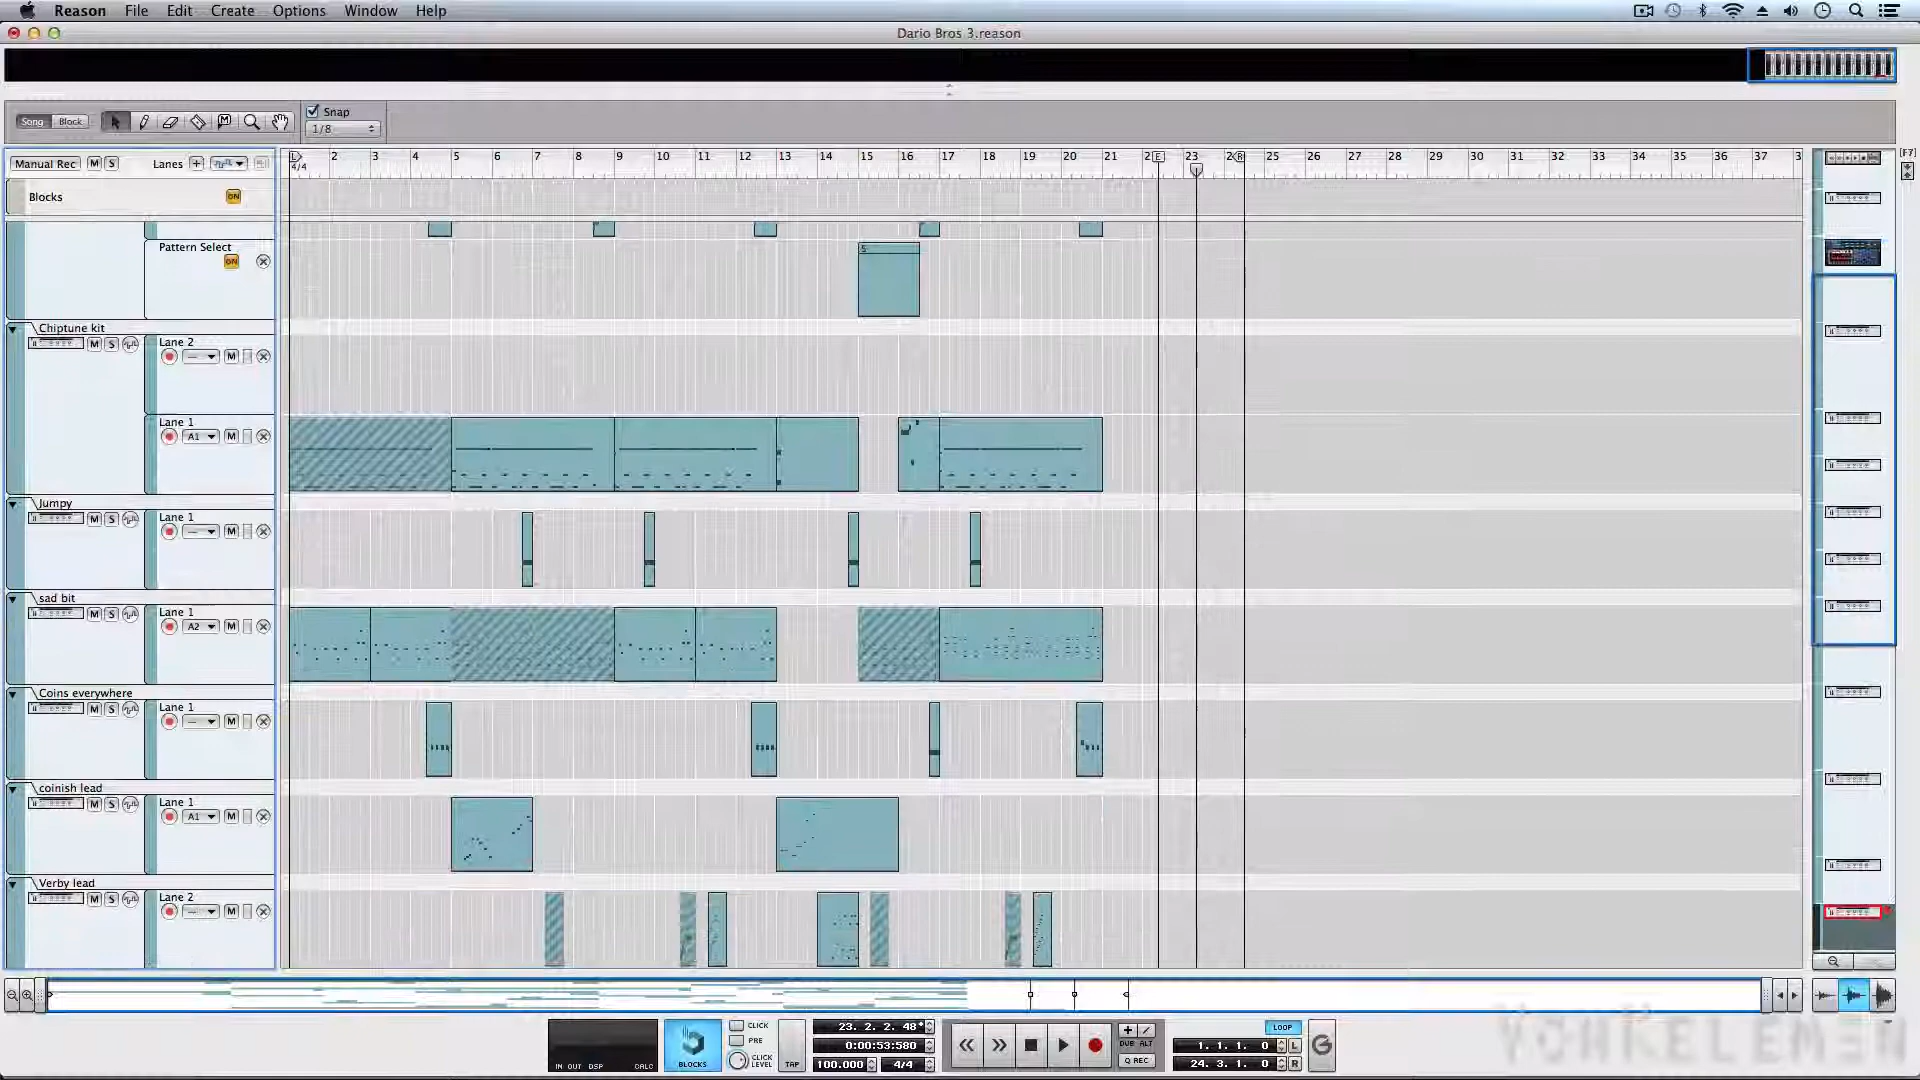 Reason File Edit Create Options Window Help
Dario Bros 3.reason
Song Block Snap
1/8
Manual Rec M S Lanes
L 2 3 4 5 6 7 8 9 10 11 12 13 14 15 16 17 18 19 20 21 E 23 R 25 26 27 28 29 30 31 32 33 34 35 36 37 3
4/4
[F7]
Blocks ON
Pattern Select
ON
Chiptune kit
M S Lane 2
M
Lane 1
A1 M
Jumpy
M S Lane 1
M
sad bit
M S Lane 1
A2 M
Coins everywhere
M S Lane 1
M
coinish lead
M S Lane 1
A1 M
Verby lead
M S Lane 2
M
IN OUT DSP CALC
BLOCKS
CLICK
PRE
CLICK LEVEL
TAP
23. 2. 2. 48*
0:00:53:580
100.000 4/4
DUB ALT
Q REC
LOOP
1. 1. 1. 0 L
24. 3. 1. 0 R